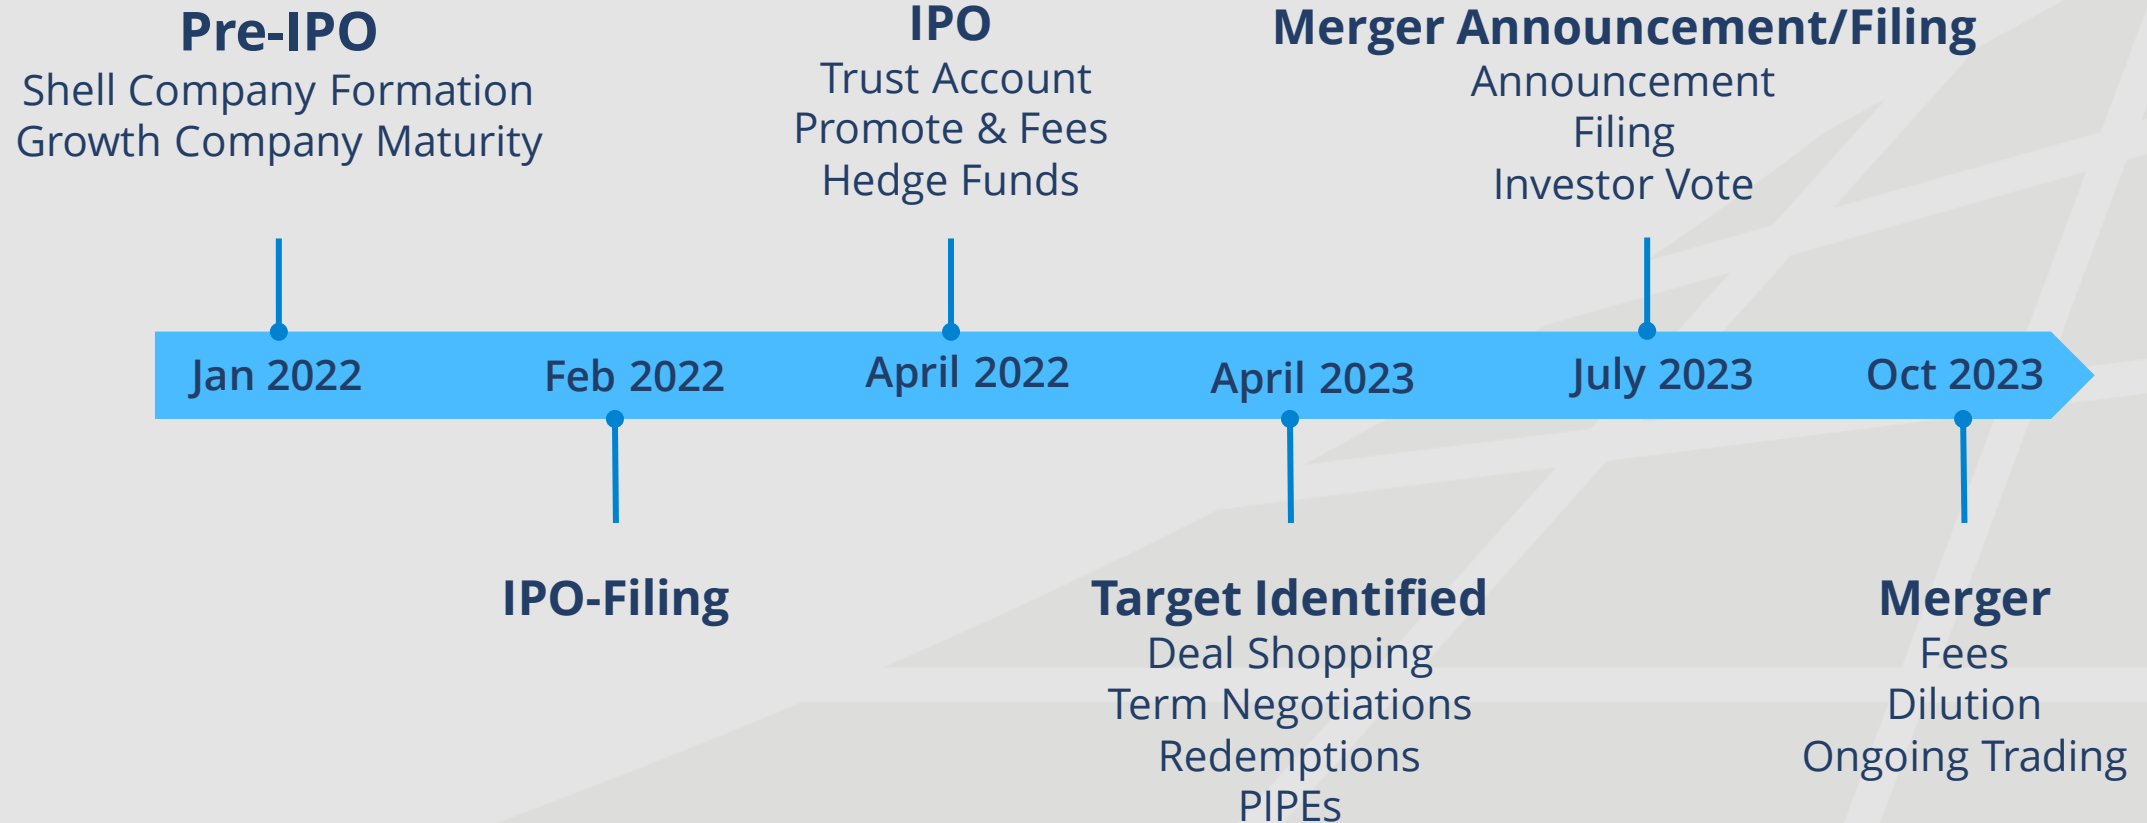 Pre-IPO
Shell Company Formation
Growth Company Maturity
IPO
Trust Account
Promote & Fees
Hedge Funds
Merger Announcement/Filing
Announcement
Filing
Investor Vote
Jan 2022
Feb 2022
April 2022
April 2023
July 2023
Oct 2023
IPO-Filing
Target Identified
Deal Shopping
Term Negotiations
Redemptions
PIPEs
Merger
Fees
Dilution
Ongoing Trading